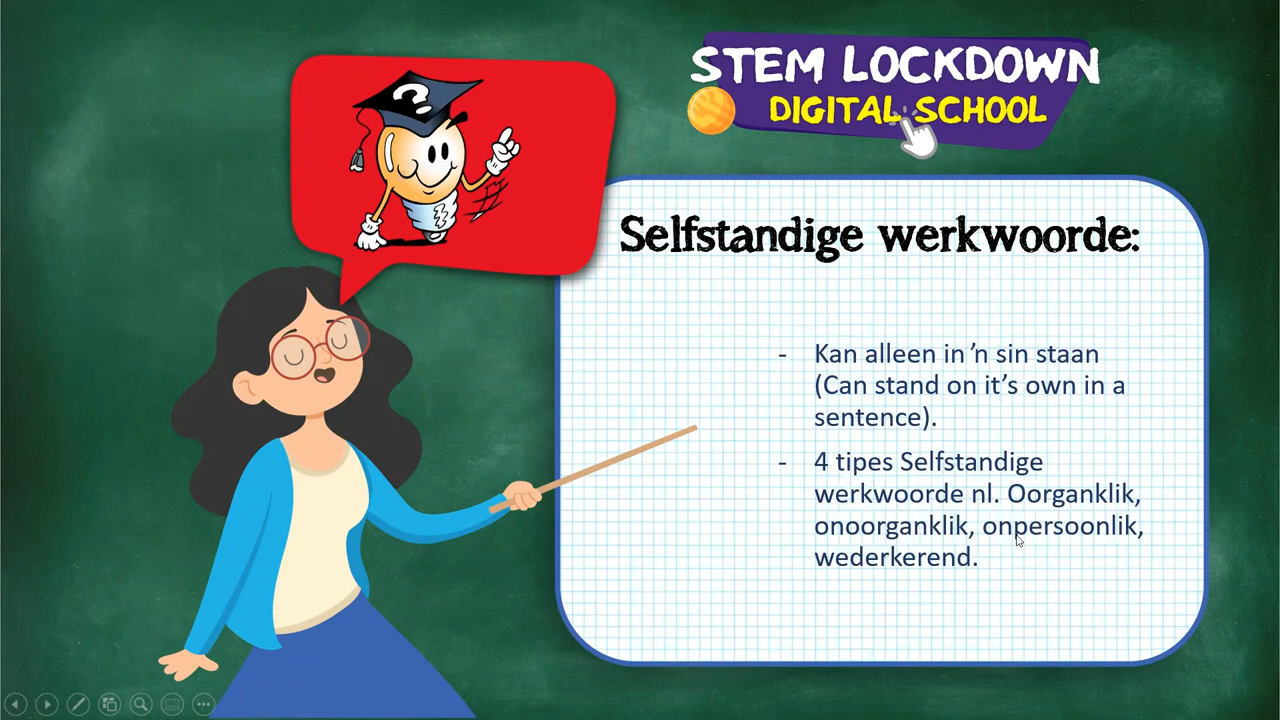 STEM LOCKDOWN
DIGITAL SCHOOL
?
Selfstandige werkwoorde:
- Kan alleen in 'n sin staan
(Can stand on it's own in a
sentence).
- 4 tipes Selfstandige
werkwoorde nl. Oorganklik,
onoorganklik, onpersoonlik,
wederkerend.